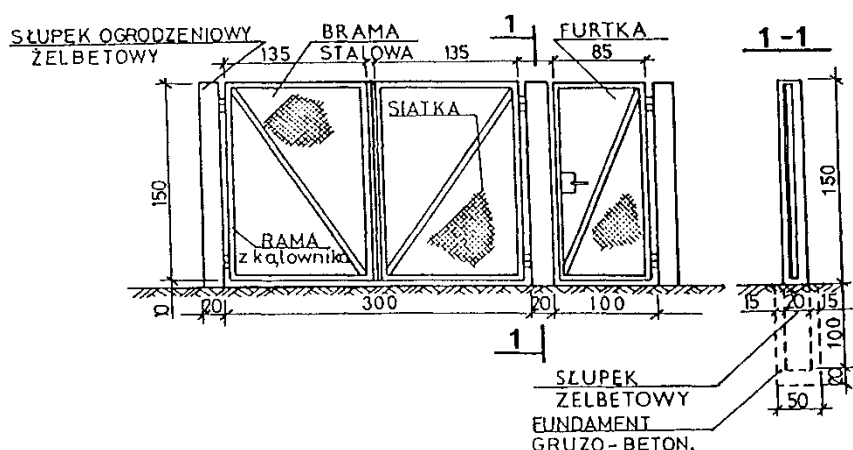 SŁUPEK OGRODZENIOWY
ŻELBETOWY
BRAMA
STALOWA
135
135
1
FURTKA
85
1-1
SIATKA
150
RAMA
z kątownika
150
10
20
300
20
100
15
20
15
100
20
50
1
SŁUPEK
ŻELBETOWY
FUNDAMENT
GRUZO-BETON.